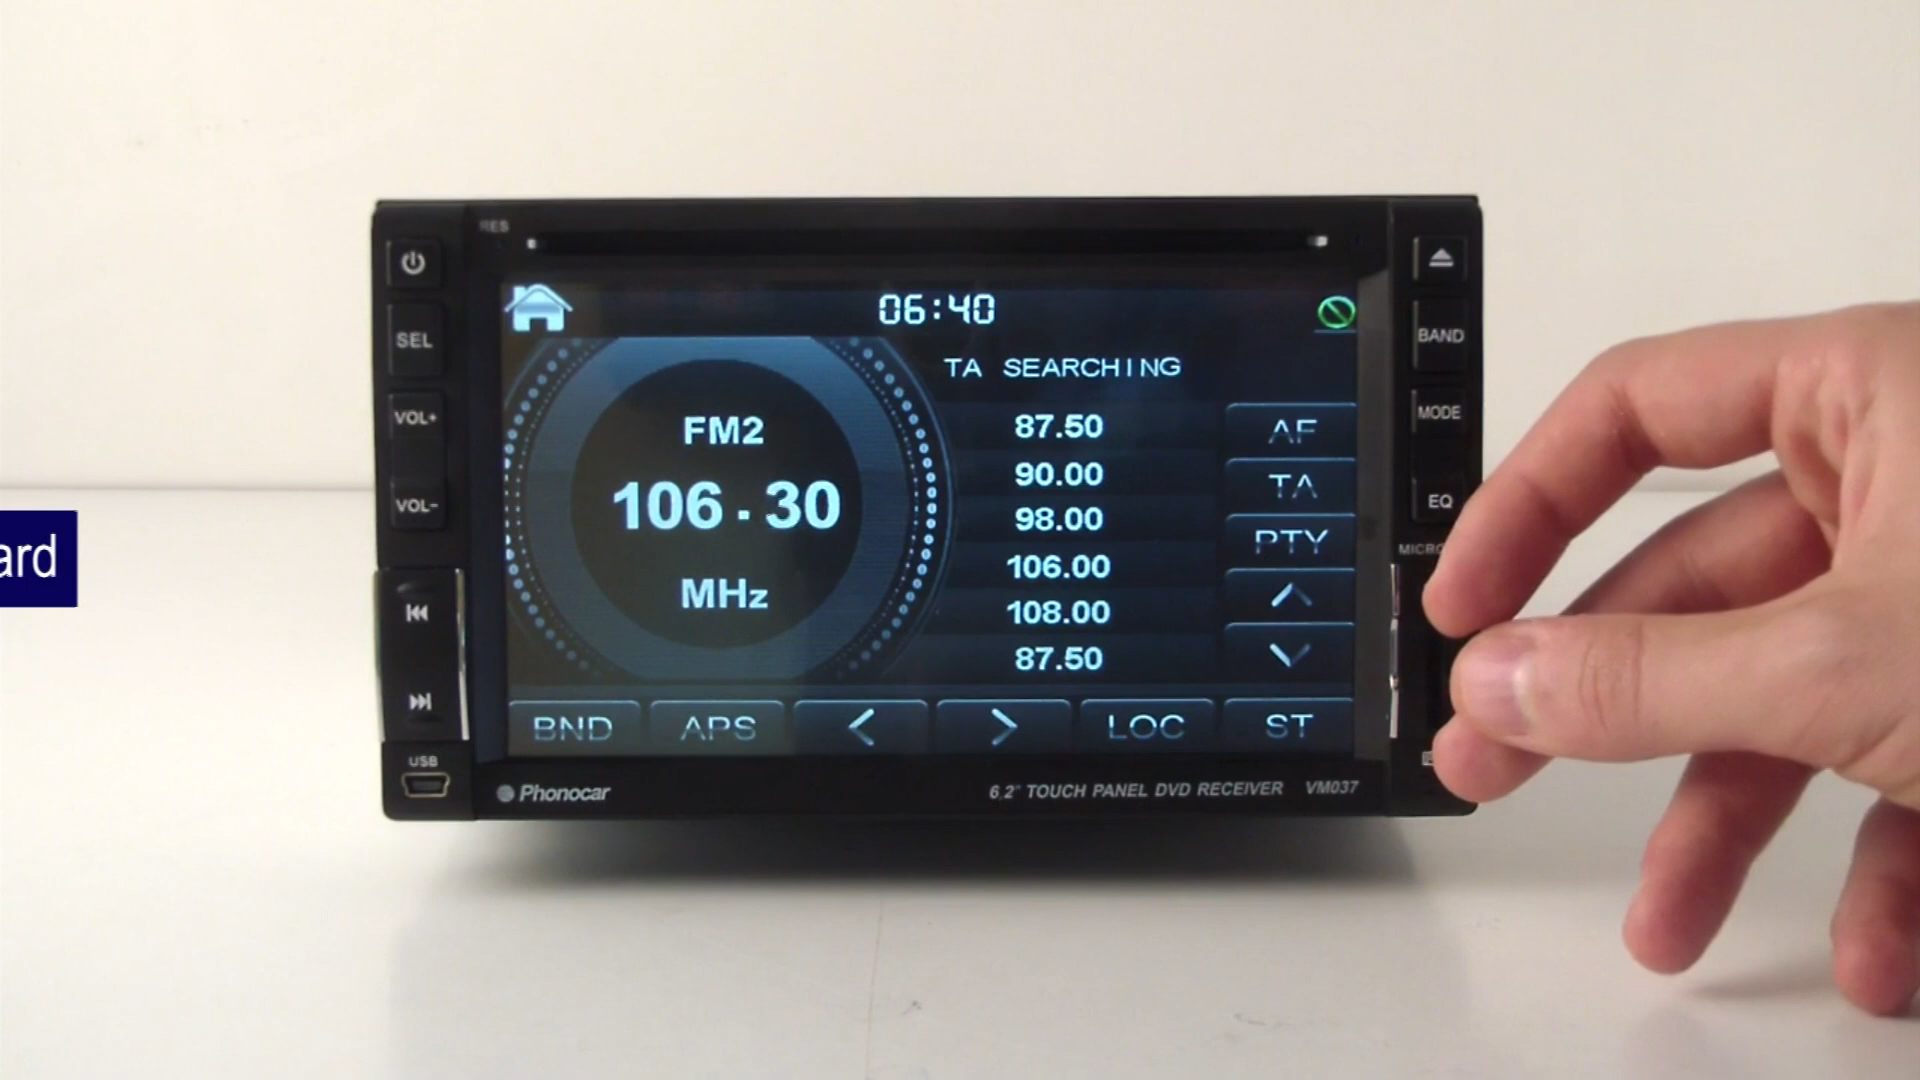 RES
SEL
VOL+
VOL-
USB
06:40
TA SEARCHING
FM2
106.30
MHz
87.50
90.00
98.00
106.00
108.00
87.50
AF
TA
PTY
BND
APS
LOC
ST
BAND
MODE
EQ
Phonocar
6,2" TOUCH PANEL DVD RECEIVER VM037